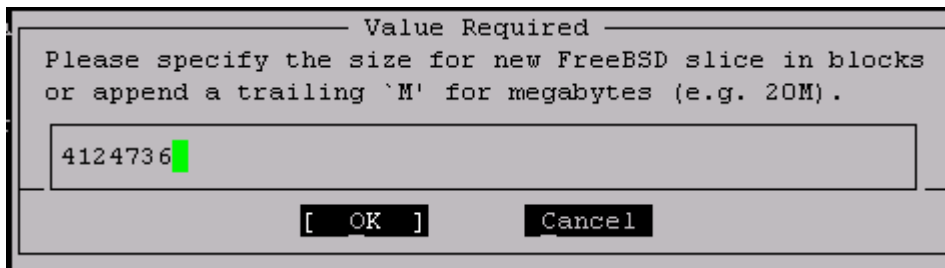 Value Required
Please specify the size for new FreeBSD slice in blocks
or append a trailing `M' for megabytes (e.g. 20M).
4124736
[ OK ] Cancel